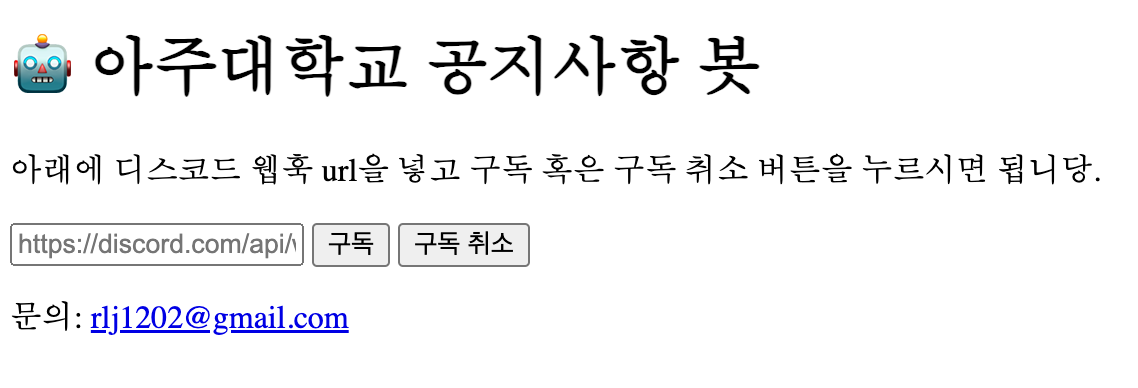 🤖 아주대학교 공지사항 봇
아래에 디스코드 웹훅 url을 넣고 구독 혹은 구독 취소 버튼을 누르시면 됩니당.
https://discord.com/api/ 구독 구독 취소
문의: rlj1202@gmail.com